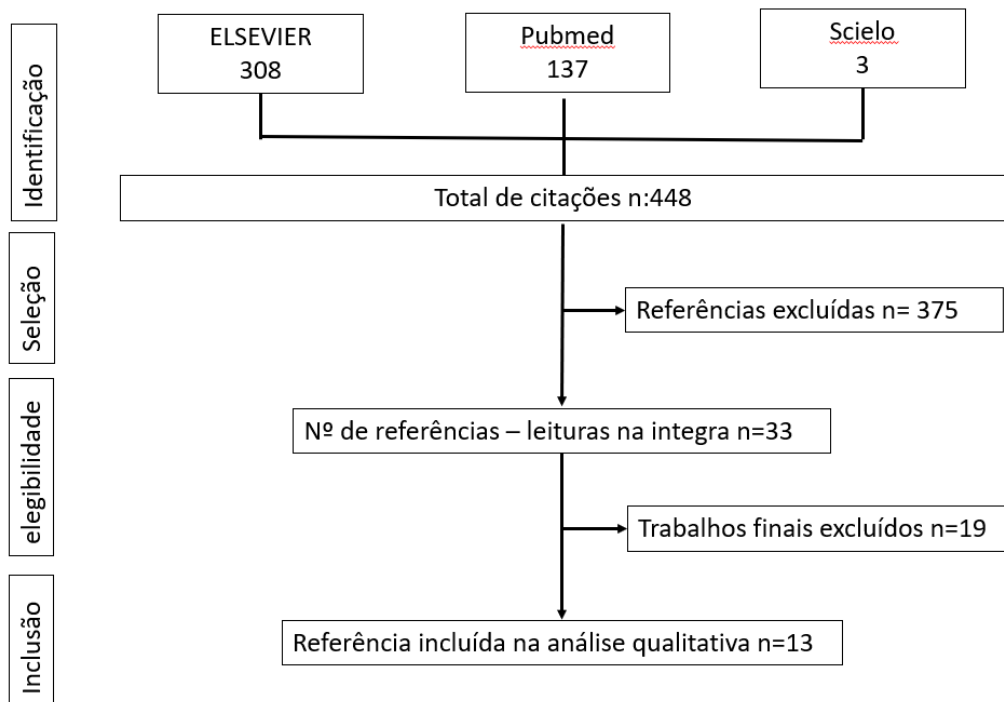 Identificação
ELSEVIER
308
Pubmed
137
Scielo
3
Total de citações n:448
Seleção
Referências excluídas n= 375
elegibilidade
Nº de referências – leituras na integra n=33
Trabalhos finais excluídos n=19
Inclusão
Referência incluída na análise qualitativa n=13